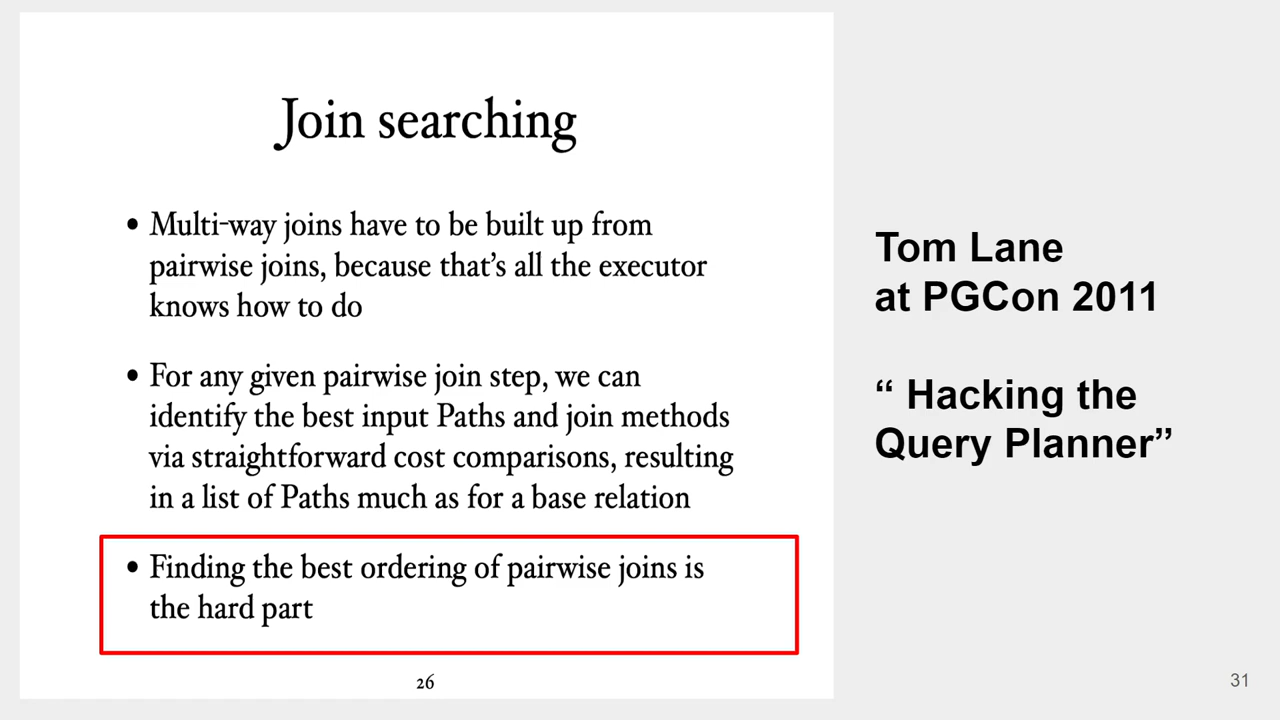 Join searching
• Multi-way joins have to be built up from
pairwise joins, because that’s all the executor
knows how to do
• For any given pairwise join step, we can
identify the best input Paths and join methods
via straightforward cost comparisons, resulting
in a list of Paths much as for a base relation
• Finding the best ordering of pairwise joins is
the hard part
26
Tom Lane
at PGCon 2011
“ Hacking the
Query Planner”
31